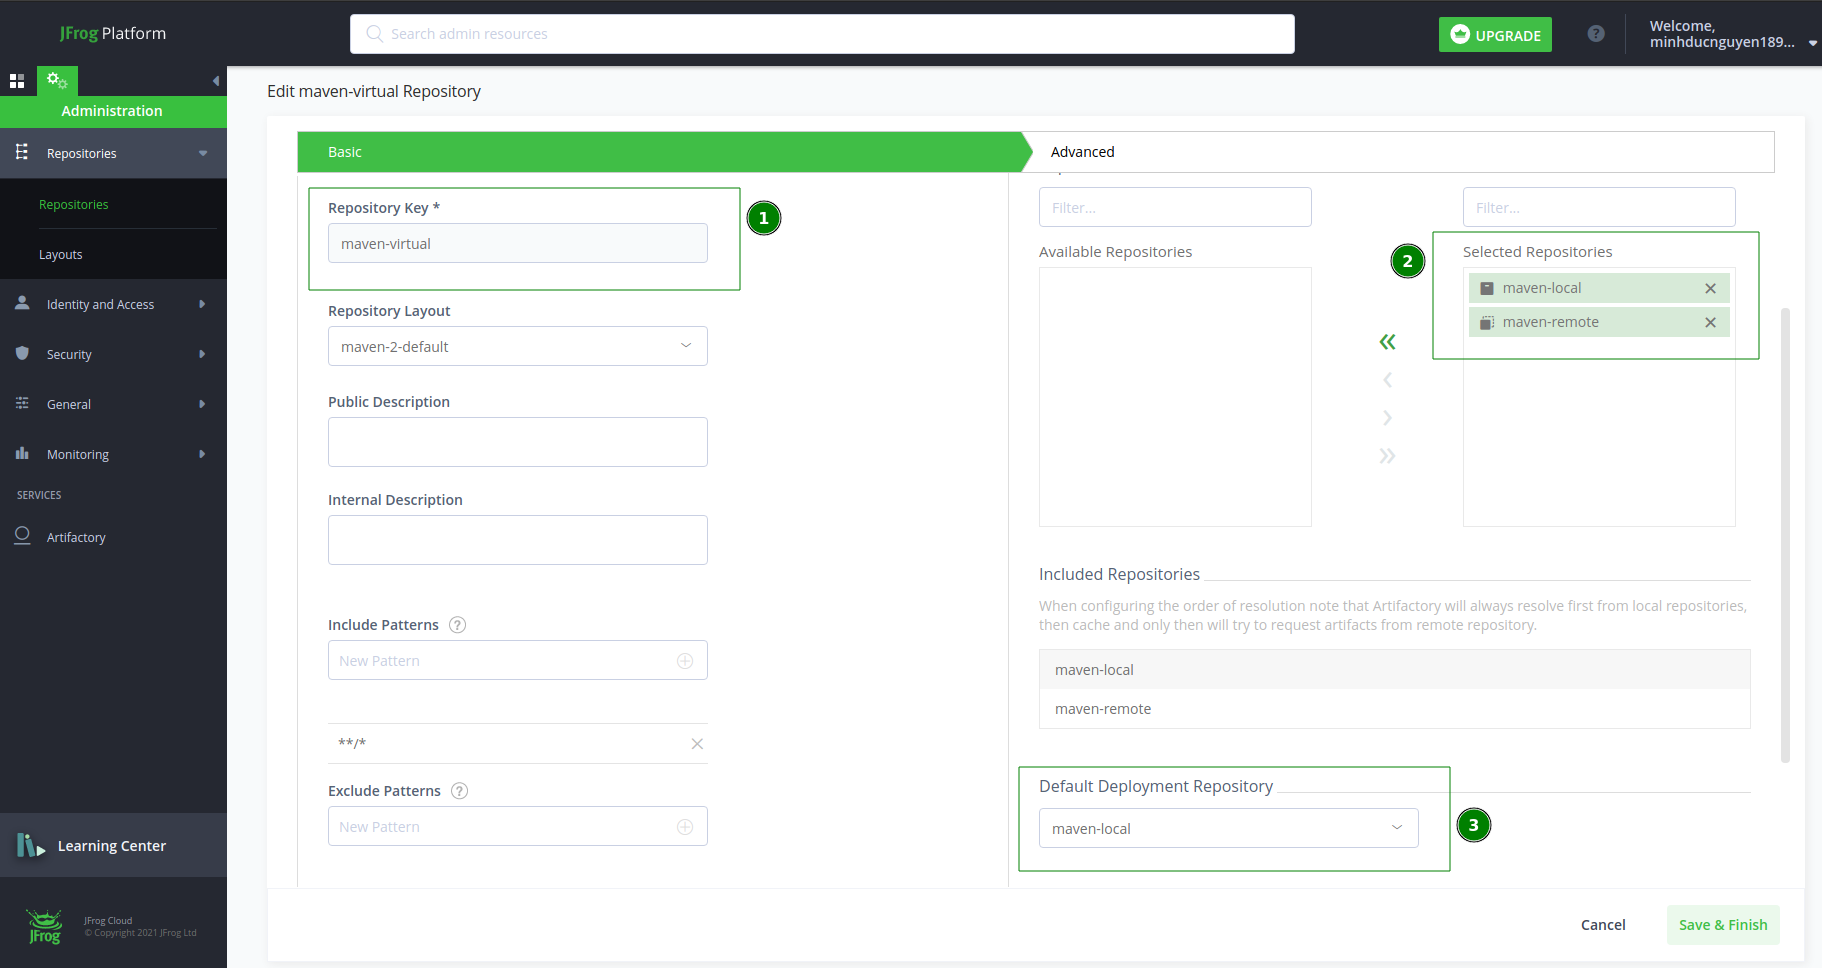 JFrog Platform
Search admin resources
UPGRADE
?
Welcome,
minhducnguyen189...
Administration
Repositories
Repositories
Layouts
Identity and Access
Security
General
Monitoring
SERVICES
Artifactory
Learning Center
JFrog
JFrog Cloud
© Copyright 2021 JFrog Ltd
Edit maven-virtual Repository
Basic
Advanced
Repository Key *
maven-virtual
1
Repository Layout
maven-2-default
Public Description
Internal Description
Include Patterns ?
New Pattern
**/*
Exclude Patterns ?
New Pattern
Filter...
Filter...
Available Repositories
2
Selected Repositories
maven-local
maven-remote
Included Repositories
When configuring the order of resolution note that Artifactory will always resolve first from local repositories,
then cache and only then will try to request artifacts from remote repository.
maven-local
maven-remote
Default Deployment Repository
maven-local
3
Cancel
Save & Finish